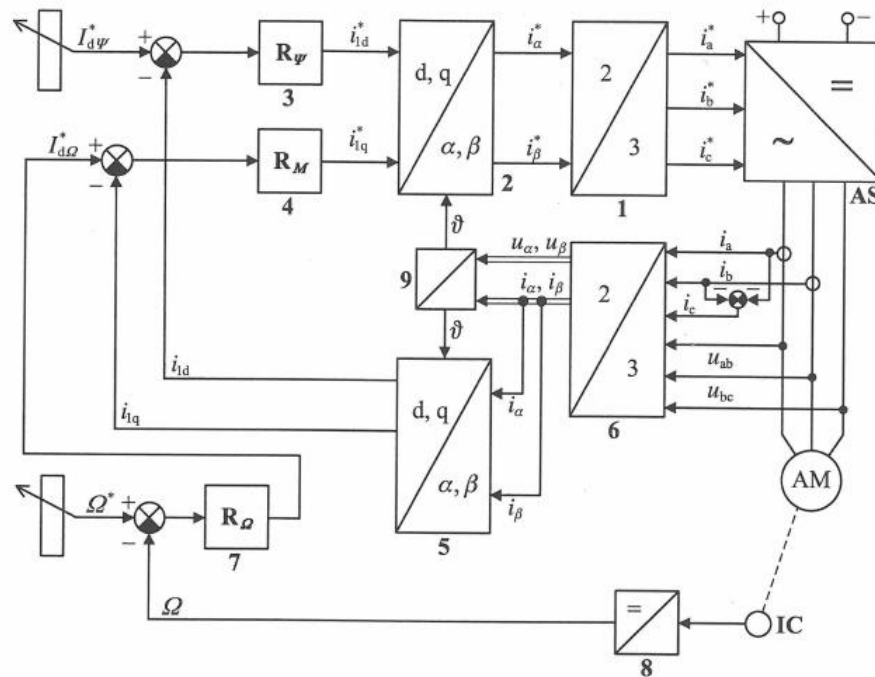 I*dΨ
+
−
RΨ
3
i*1d
d, q
α, β
2
i*α
i*β
2
3
1
i*a
i*b
i*c
+
−
=
~
AS
I*dΩ
+
−
RM
4
i*1q
ϑ
9
ϑ
uα, uβ
iα, iβ
2
3
6
ia
ib
−
−
ic
uab
ubc
i1d
i1q
d, q
α, β
5
iα
iβ
AM
Ω*
+
−
RΩ
7
Ω
=
8
IC